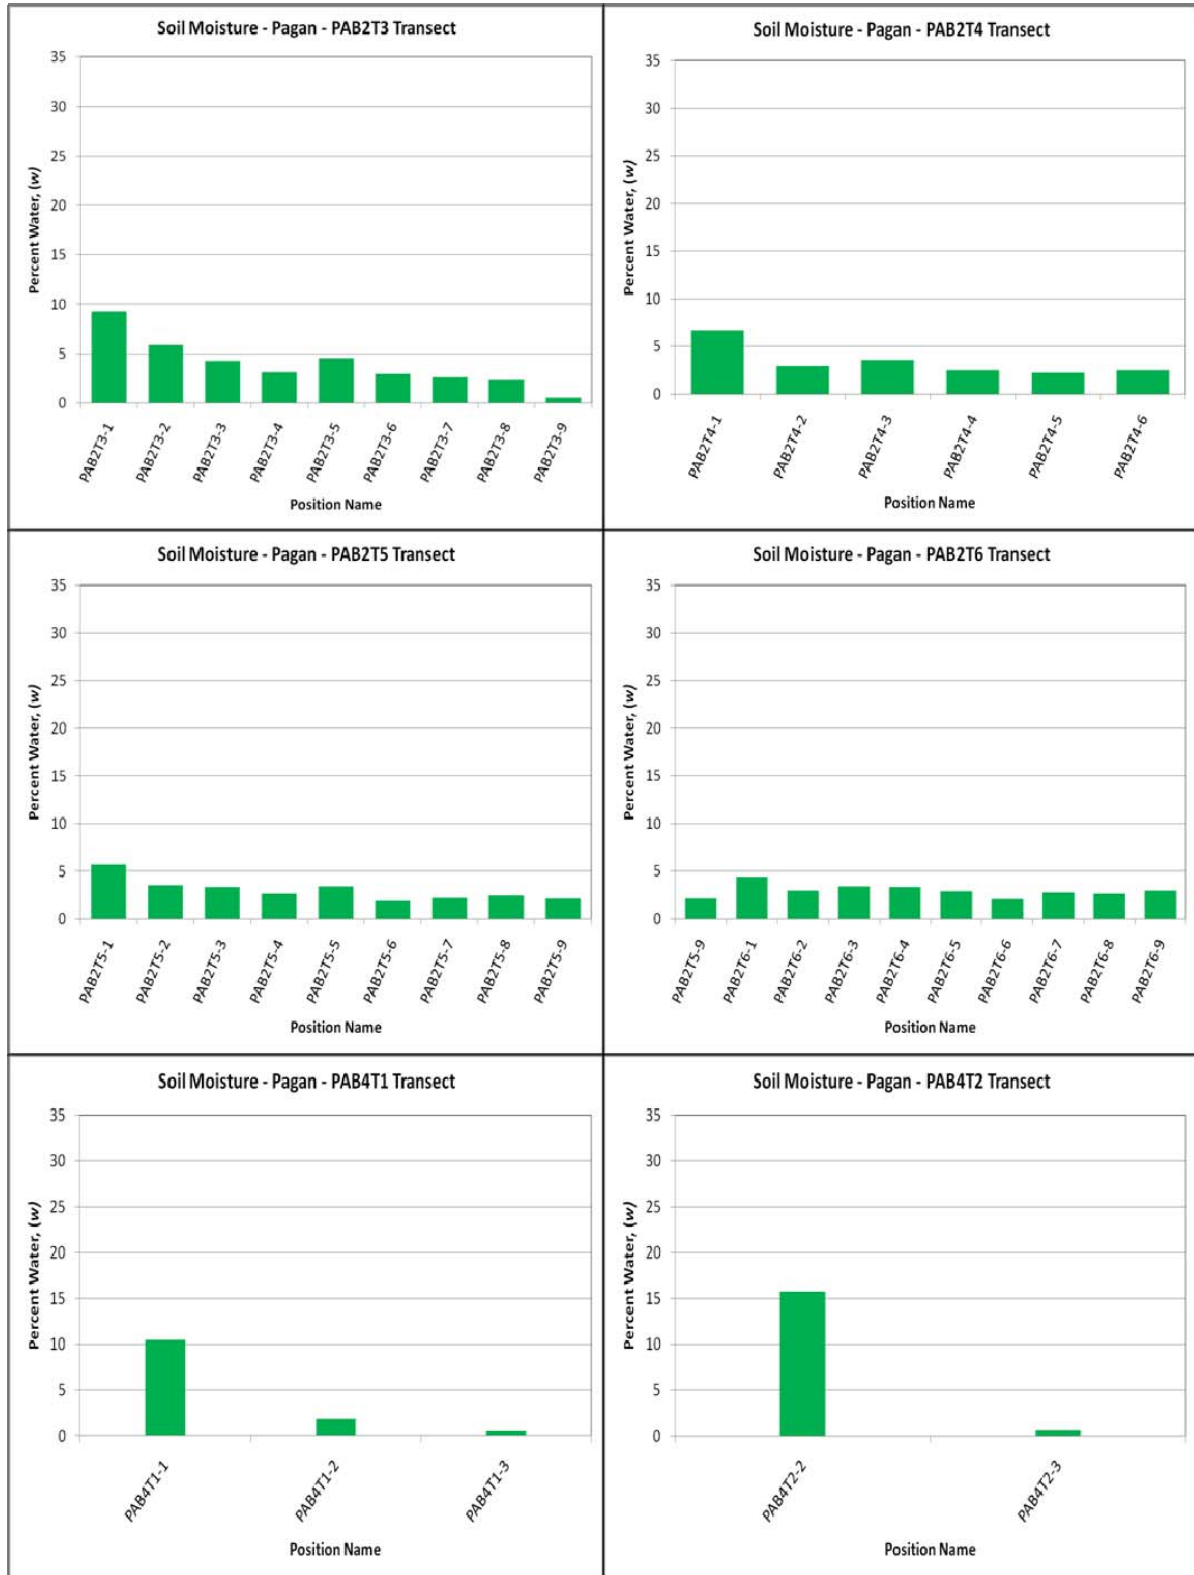 Soil Moisture - Pagan - PAB2T3 Transect
35
30
25
20
15
10
5
0
Percent Water, (w)
PAB2T3-1
PAB2T3-2
PAB2T3-3
PAB2T3-4
PAB2T3-5
PAB2T3-6
PAB2T3-7
PAB2T3-8
PAB2T3-9
Position Name
Soil Moisture - Pagan - PAB2T4 Transect
35
30
25
20
15
10
5
0
Percent Water, (w)
PAB2T4-1
PAB2T4-2
PAB2T4-3
PAB2T4-4
PAB2T4-5
PAB2T4-6
Position Name
Soil Moisture - Pagan - PAB2T5 Transect
35
30
25
20
15
10
5
0
Percent Water, (w)
PAB2T5-1
PAB2T5-2
PAB2T5-3
PAB2T5-4
PAB2T5-5
PAB2T5-6
PAB2T5-7
PAB2T5-8
PAB2T5-9
Position Name
Soil Moisture - Pagan - PAB2T6 Transect
35
30
25
20
15
10
5
0
Percent Water, (w)
PAB2T5-9
PAB2T6-1
PAB2T6-2
PAB2T6-3
PAB2T6-4
PAB2T6-5
PAB2T6-6
PAB2T6-7
PAB2T6-8
PAB2T6-9
Position Name
Soil Moisture - Pagan - PAB4T1 Transect
35
30
25
20
15
10
5
0
Percent Water, (w)
PAB4T1-1
PAB4T1-2
PAB4T1-3
Position Name
Soil Moisture - Pagan - PAB4T2 Transect
35
30
25
20
15
10
5
0
Percent Water, (w)
PAB4T2-2
PAB4T2-3
Position Name